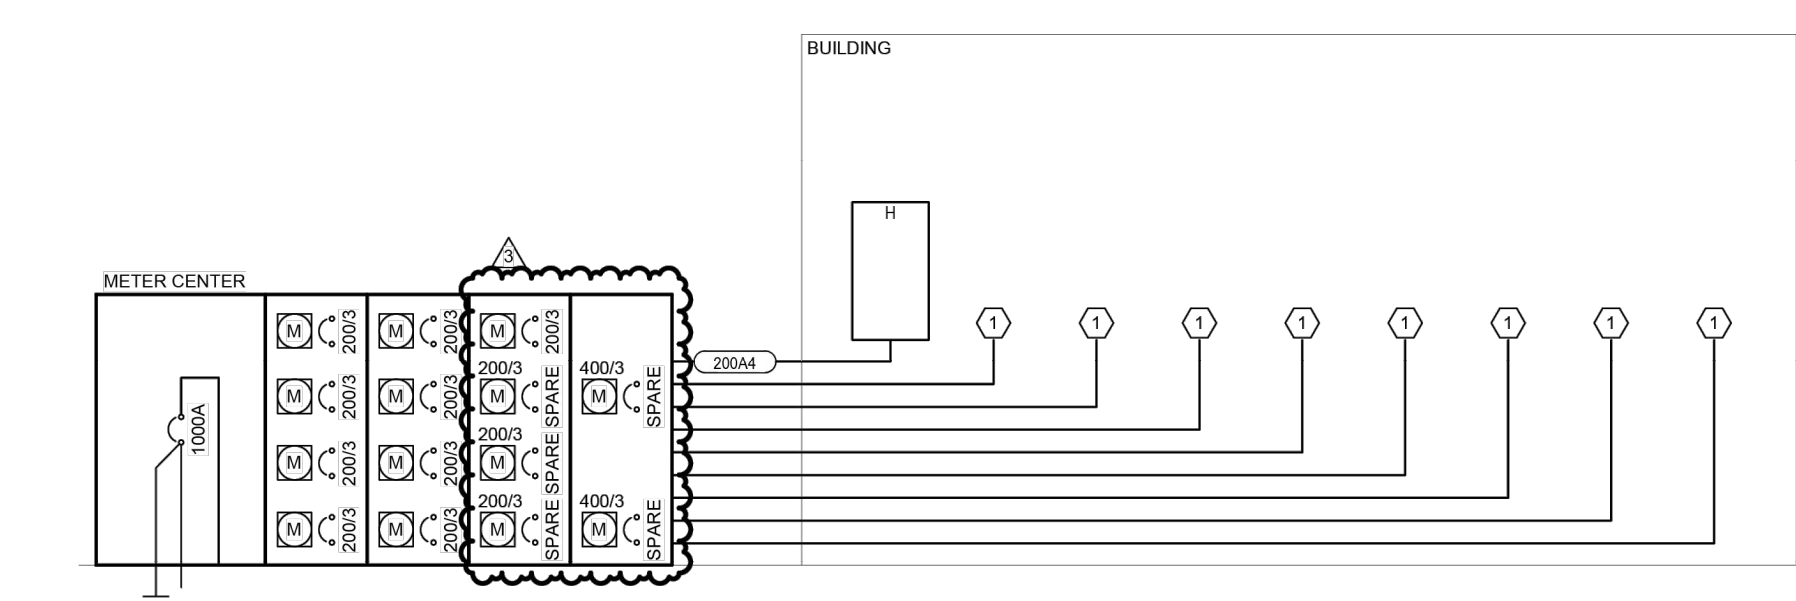 BUILDING
H
3
METER CENTER
1 1 1 1 1 1 1 1
M 200/3 M 200/3 M 200/3
200A4
200/3 400/3
M 200/3 M 200/3 M SPARE M SPARE
1000A
200/3
M 200/3 M 200/3 M SPARE
200/3 400/3
M 200/3 M 200/3 M SPARE M SPARE